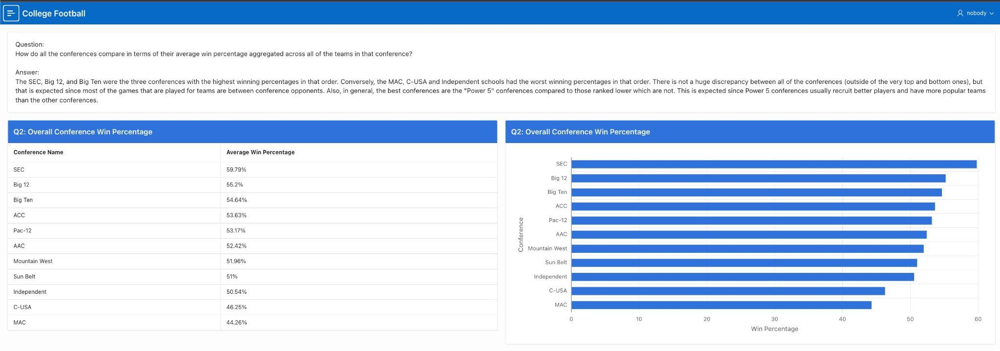 College Football
nobody
Question:
How do all the conferences compare in terms of their average win percentage aggregated across all of the teams in that conference?
Answer:
The SEC, Big 12, and Big Ten were the three conferences with the highest winning percentages in that order. Conversely, the MAC, C-USA and Independent schools had the worst winning percentages in that order. There is not a huge discrepancy between all of the conferences (outside of the very top and bottom ones), but
that is expected since most of the games that are played for teams are between conference opponents. Also, in general, the best conferences are the "Power 5" conferences compared to those ranked lower which are not. This is expected since Power 5 conferences usually recruit better players and have more popular teams
than the other conferences.
Q2: Overall Conference Win Percentage
Conference Name Average Win Percentage
SEC 59.79%
Big 12 55.2%
Big Ten 54.64%
ACC 53.63%
Pac-12 53.17%
AAC 52.42%
Mountain West 51.96%
Sun Belt 51%
Independent 50.54%
C-USA 46.25%
MAC 44.26%
Q2: Overall Conference Win Percentage
Conference
SEC
Big 12
Big Ten
ACC
Pac-12
AAC
Mountain West
Sun Belt
Independent
C-USA
MAC
0 10 20 30 40 50 60
Win Percentage